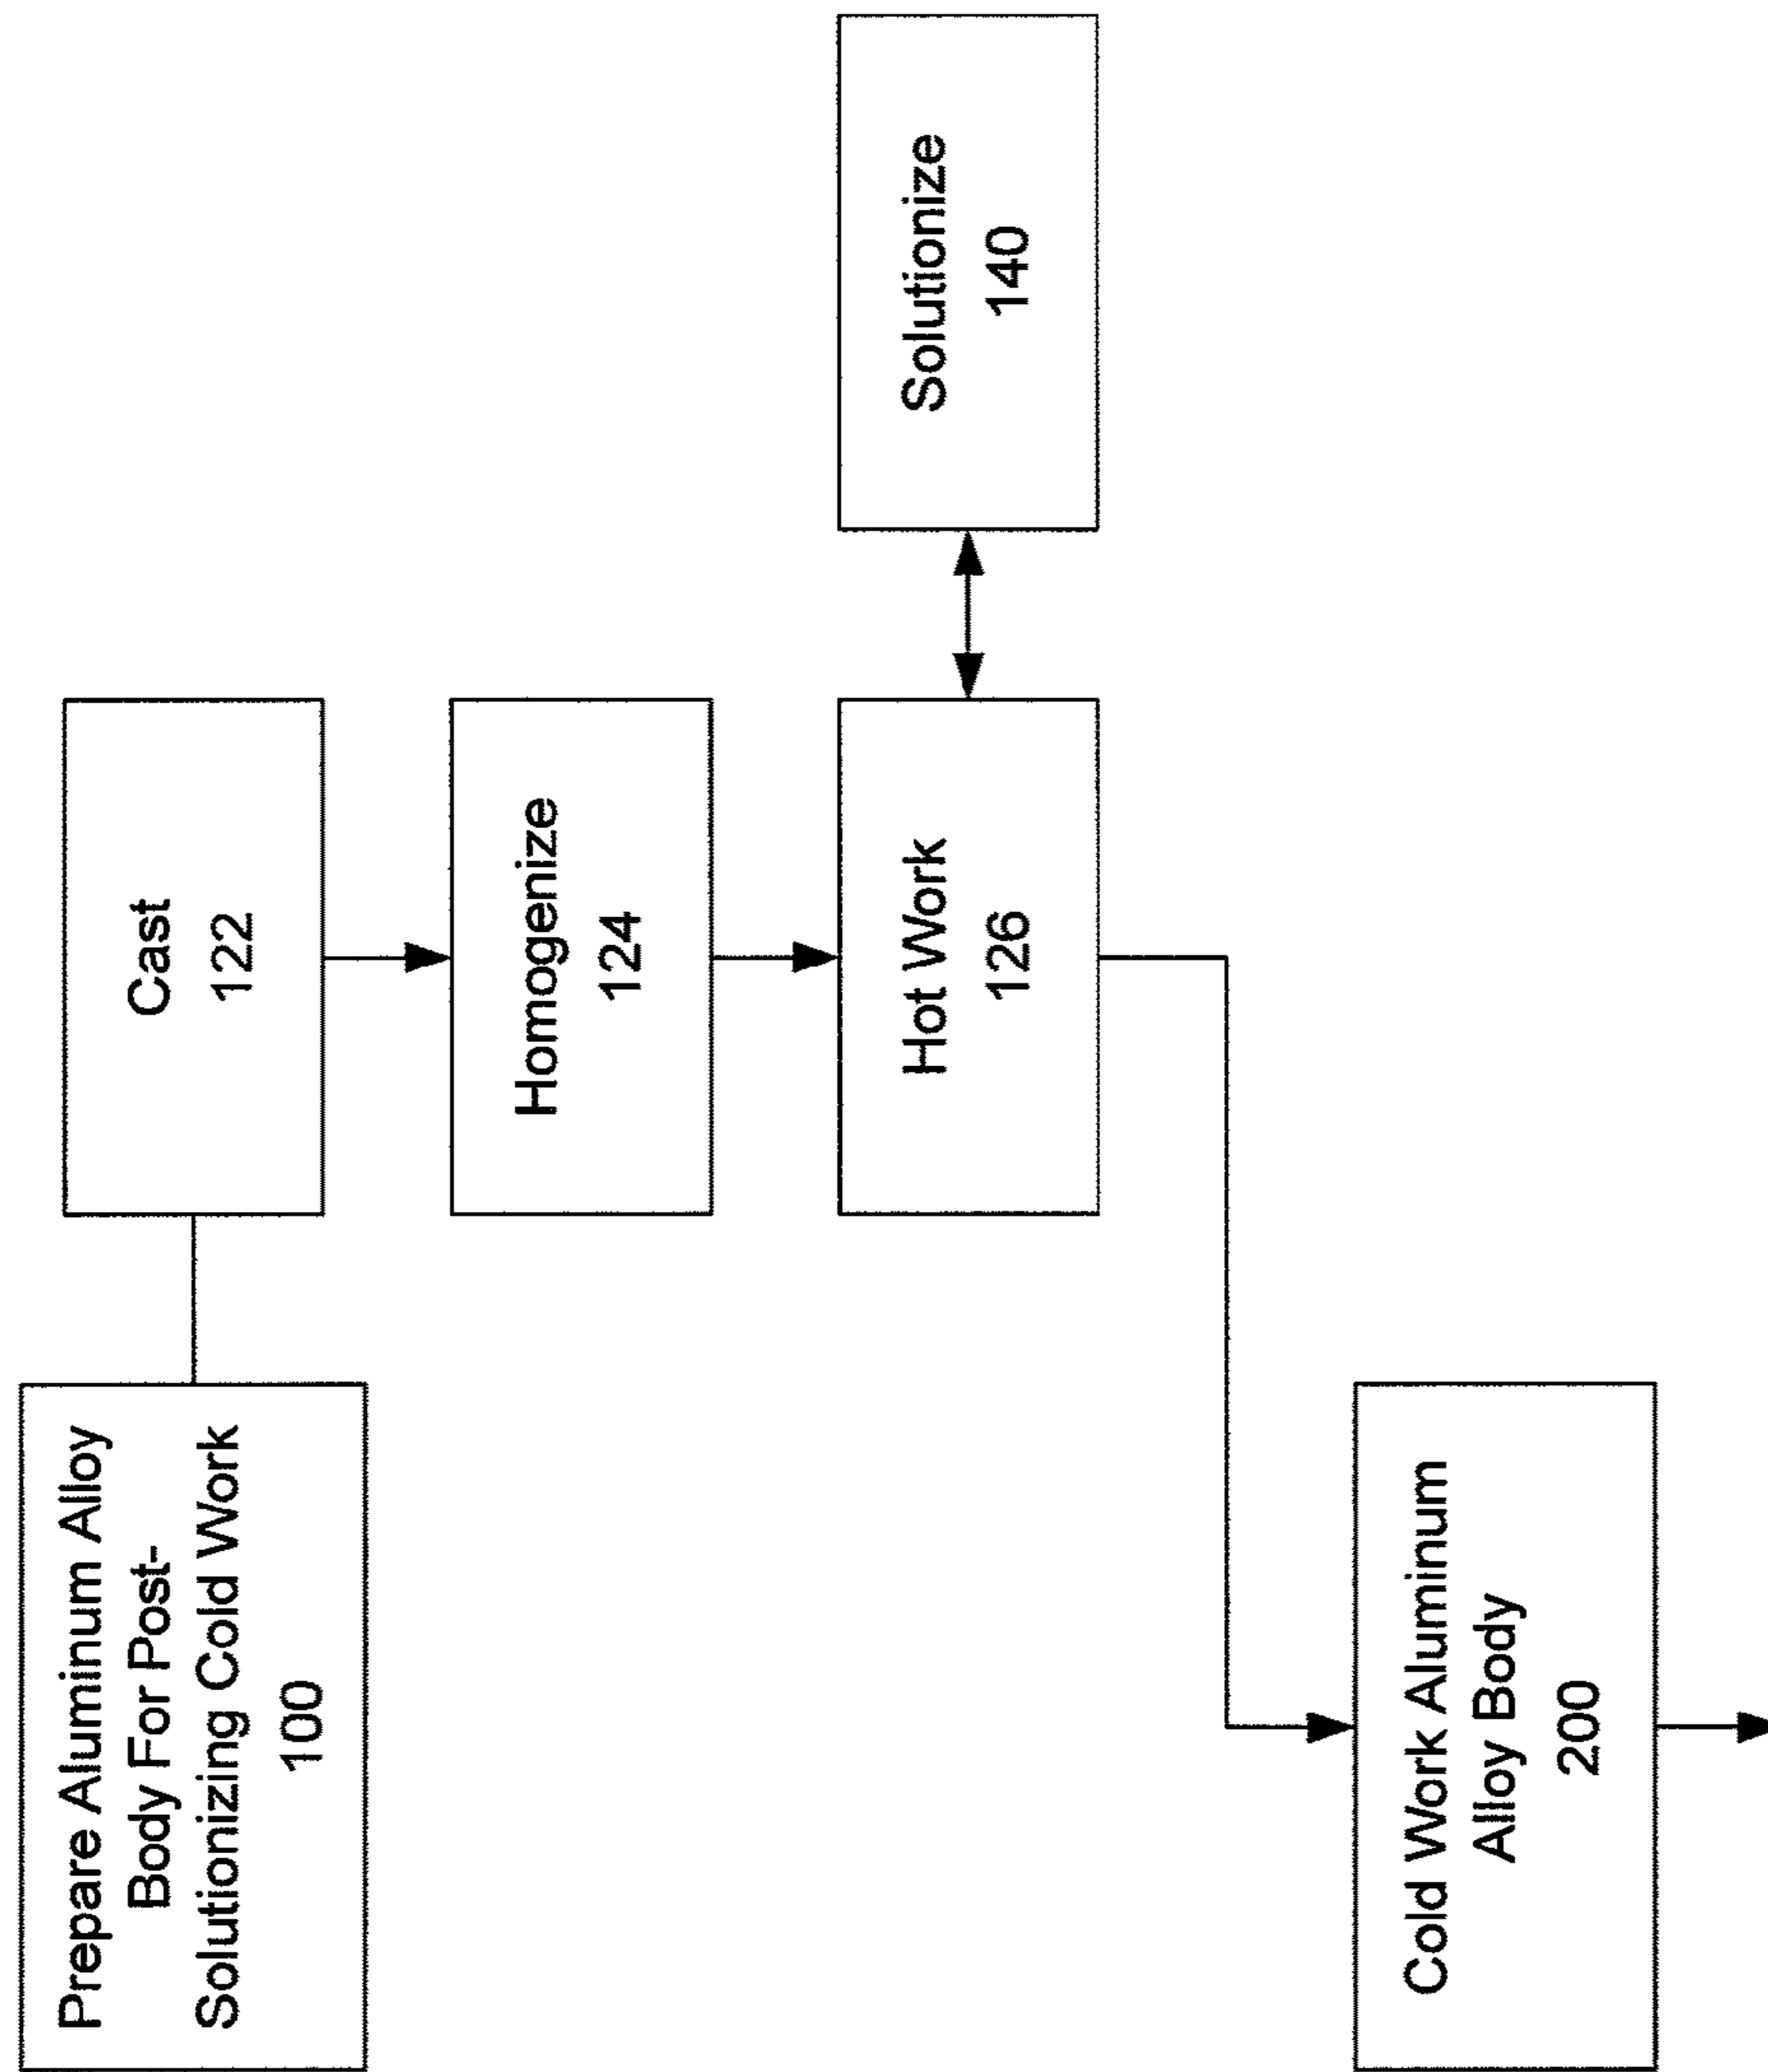 Prepare Aluminum Alloy
Body For Post-
Solutionizing Cold Work
100
Cast
122
Homogenize
124
Hot Work
126
Solutionize
140
Cold Work Aluminum
Alloy Body
200